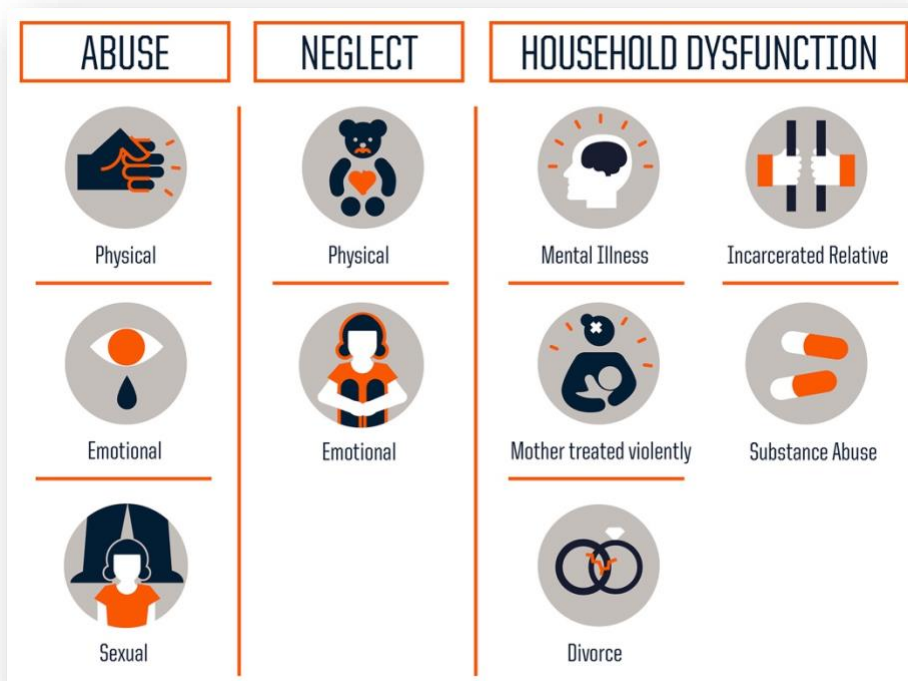 ABUSE
NEGLECT
HOUSEHOLD DYSFUNCTION
Physical
Physical
Mental Illness
Incarcerated Relative
Emotional
Emotional
Mother treated violently
Substance Abuse
Sexual
Divorce